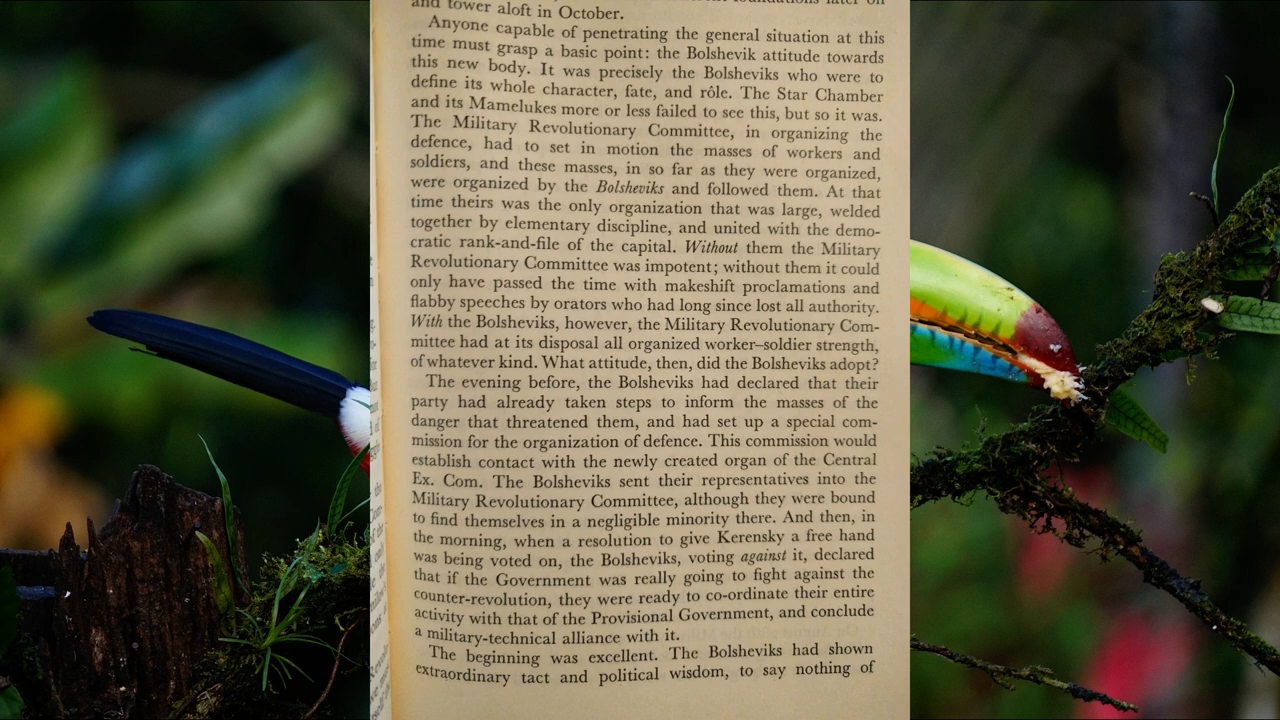 and tower aloft in October.
Anyone capable of penetrating the general situation at this
time must grasp a basic point: the Bolshevik attitude towards
this new body. It was precisely the Bolsheviks who were to
define its whole character, fate, and rôle. The Star Chamber
and its Mamelukes more or less failed to see this, but so it was.
The Military Revolutionary Committee, in organizing the
defence, had to set in motion the masses of workers and
soldiers, and these masses, in so far as they were organized,
were organized by the Bolsheviks and followed them. At that
time theirs was the only organization that was large, welded
together by elementary discipline, and united with the demo-
cratic rank-and-file of the capital. Without them the Military
Revolutionary Committee was impotent; without them it could
only have passed the time with makeshift proclamations and
flabby speeches by orators who had long since lost all authority.
With the Bolsheviks, however, the Military Revolutionary Com-
mittee had at its disposal all organized worker–soldier strength,
of whatever kind. What attitude, then, did the Bolsheviks adopt?
The evening before, the Bolsheviks had declared that their
party had already taken steps to inform the masses of the
danger that threatened them, and had set up a special com-
mission for the organization of defence. This commission would
establish contact with the newly created organ of the Central
Ex. Com. The Bolsheviks sent their representatives into the
Military Revolutionary Committee, although they were bound
to find themselves in a negligible minority there. And then, in
the morning, when a resolution to give Kerensky a free hand
was being voted on, the Bolsheviks, voting against it, declared
that if the Government was really going to fight against the
counter-revolution, they were ready to co-ordinate their entire
activity with that of the Provisional Government, and conclude
a military-technical alliance with it.
The beginning was excellent. The Bolsheviks had shown
extraordinary tact and political wisdom, to say nothing of